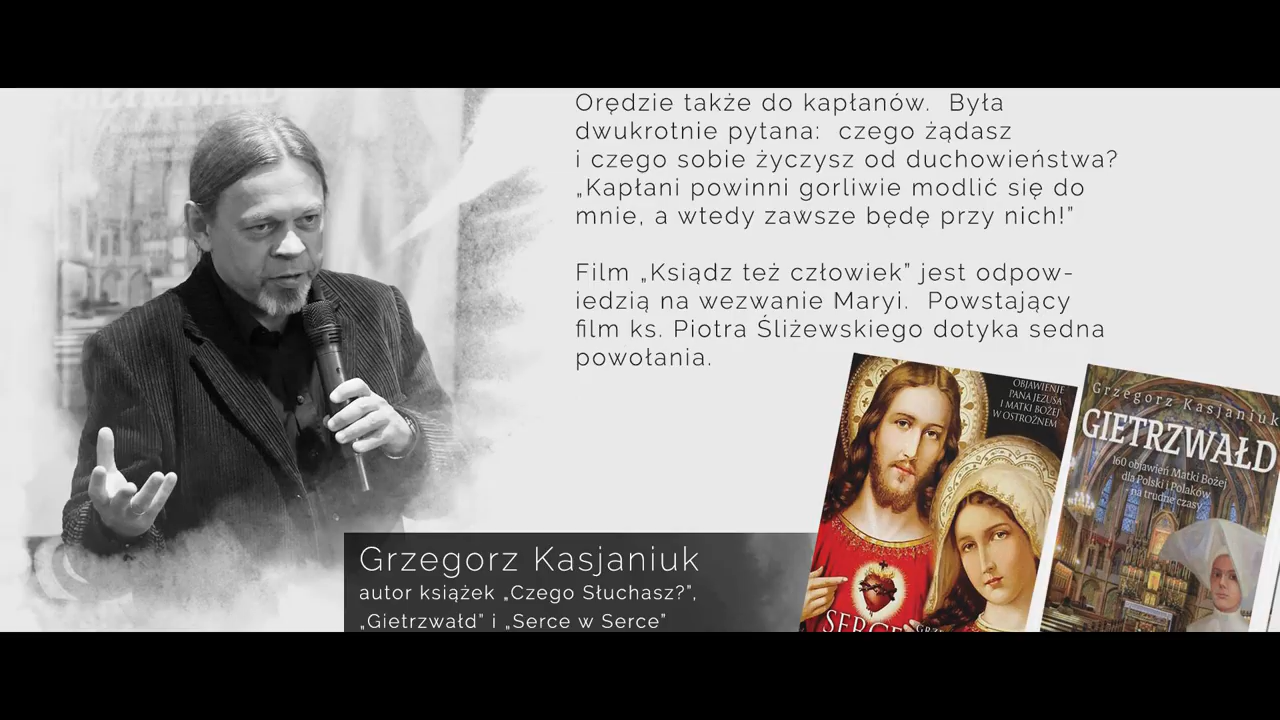 GIETRZWAŁD
Orędzie także do kapłanów. Była
dwukrotnie pytana: czego żądasz
i czego sobie życzysz od duchowieństwa?
„Kapłani powinni gorliwie modlić się do
mnie, a wtedy zawsze będę przy nich!”
Film „Ksiądz też człowiek” jest odpow-
iedzią na wezwanie Maryi. Powstający
film ks. Piotra Śliżewskiego dotyka sedna
powołania.
OBJAWIENIE
PANA JEZUSA
I MATKI BOŻEJ
W OSTROŻNEM
SERCE
GRZE
Grzegorz Kasjaniuk
GIETRZWAŁD
160 objawień Matki Bożej
dla Polski i Polaków
na trudne czasy
Grzegorz Kasjaniuk
autor książek „Czego Słuchasz?”,
„Gietrzwałd” i „Serce w Serce”